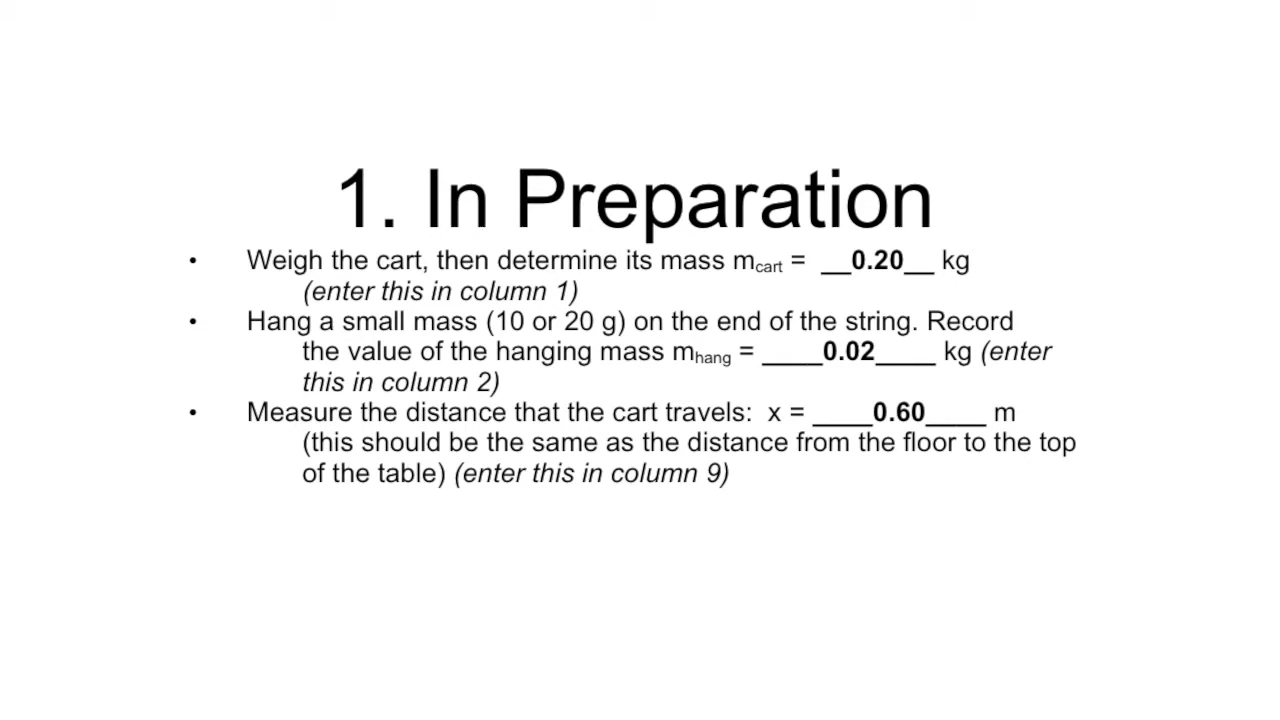 1. In Preparation
• Weigh the cart, then determine its mass mcart = __0.20__ kg
(enter this in column 1)
• Hang a small mass (10 or 20 g) on the end of the string. Record
the value of the hanging mass mhang = ____0.02____ kg (enter
this in column 2)
• Measure the distance that the cart travels: x = ____0.60____ m
(this should be the same as the distance from the floor to the top
of the table) (enter this in column 9)